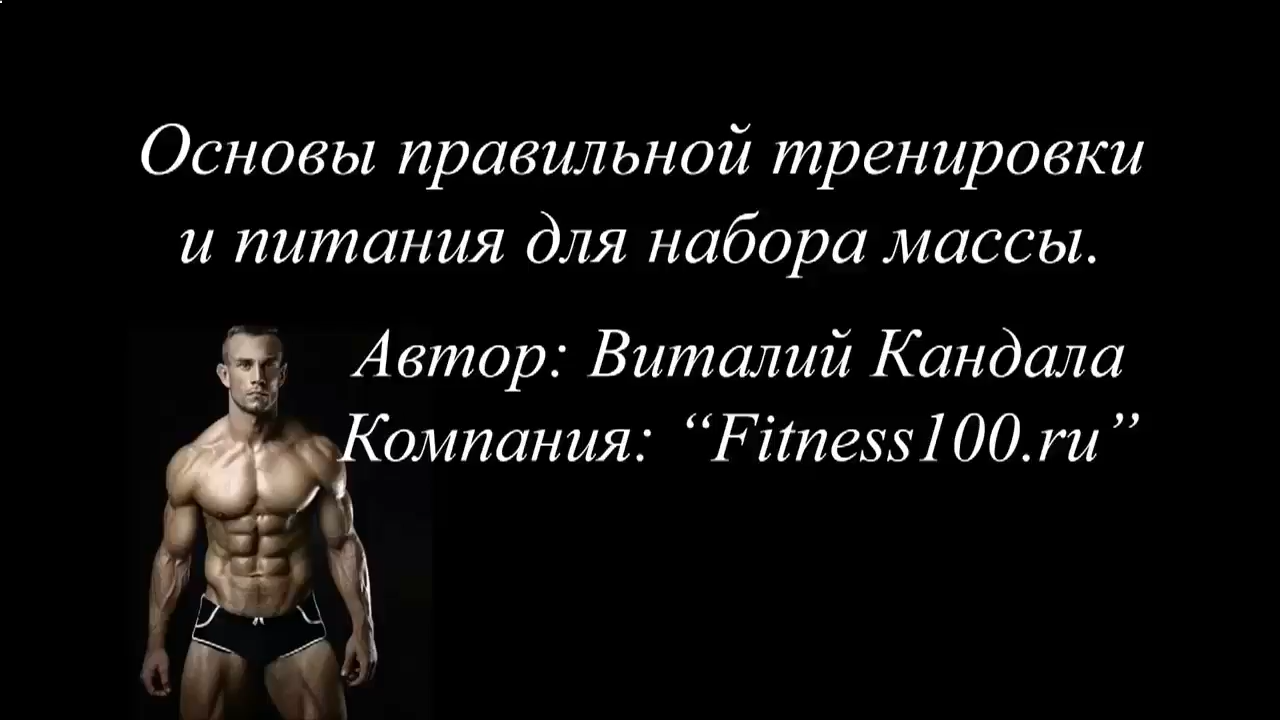 Основы правильной тренировки
и питания для набора массы.
Автор: Виталий Кандала
Компания: “Fitness100.ru”